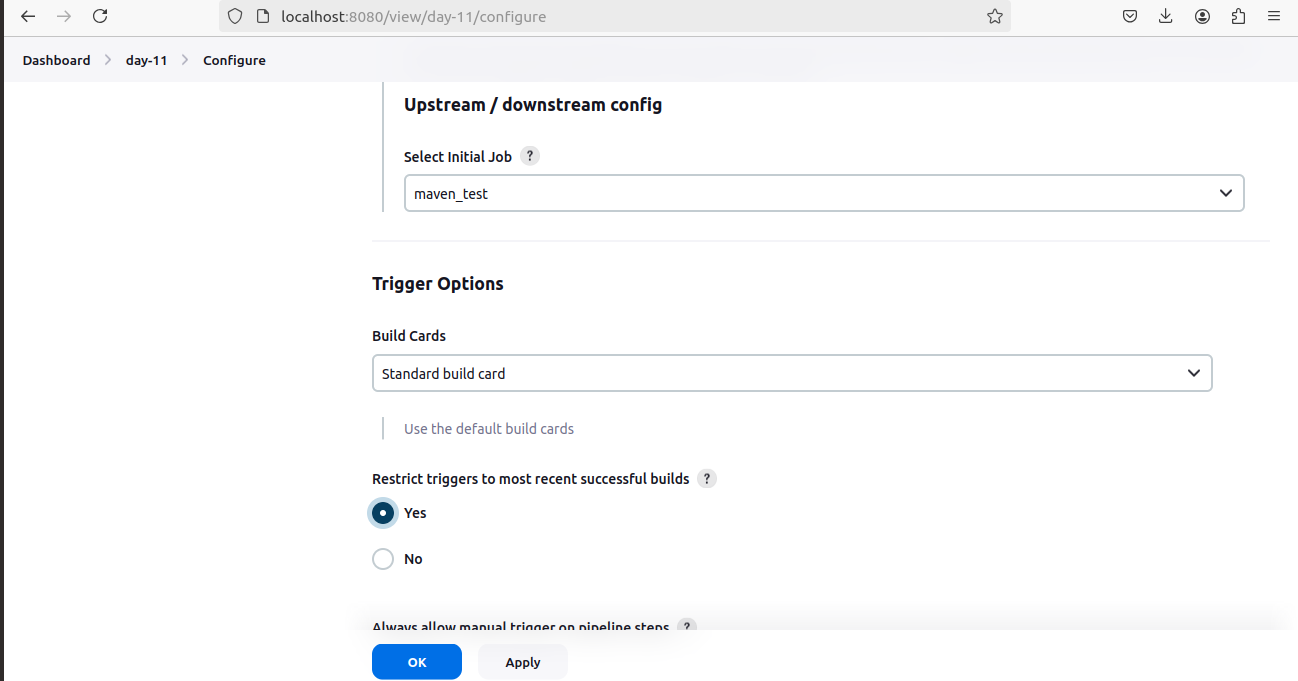 localhost:8080/view/day-11/configure
Dashboard > day-11 > Configure
Upstream / downstream config
Select Initial Job ?
maven_test
Trigger Options
Build Cards
Standard build card
Use the default build cards
Restrict triggers to most recent successful builds ?
Yes
No
Always allow manual trigger on pipeline steps ?
OK Apply